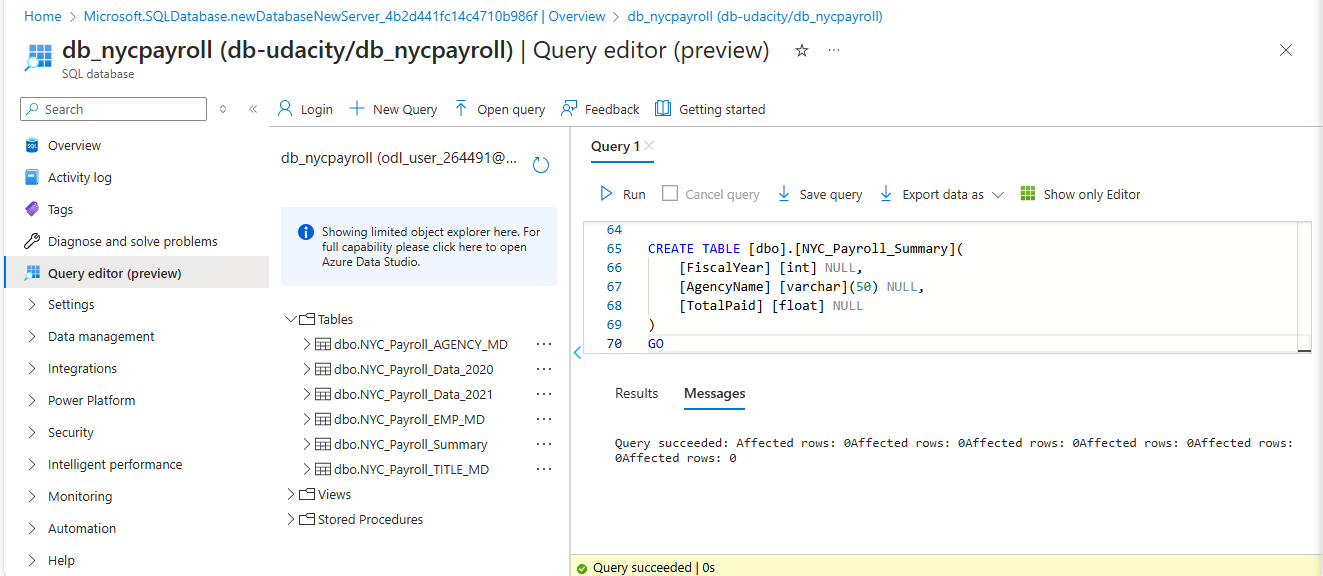 Home > Microsoft.SQLDatabase.newDatabaseNewServer_4b2d441fc14c4710b986f | Overview > db_nycpayroll (db-udacity/db_nycpayroll)
db_nycpayroll (db-udacity/db_nycpayroll) | Query editor (preview)
SQL database
Search
Login
New Query
Open query
Feedback
Getting started
Overview
Activity log
Tags
Diagnose and solve problems
Query editor (preview)
Settings
Data management
Integrations
Power Platform
Security
Intelligent performance
Monitoring
Automation
Help
db_nycpayroll (odl_user_264491@...
Showing limited object explorer here. For
full capability please click here to open
Azure Data Studio.
Tables
dbo.NYC_Payroll_AGENCY_MD
dbo.NYC_Payroll_Data_2020
dbo.NYC_Payroll_Data_2021
dbo.NYC_Payroll_EMP_MD
dbo.NYC_Payroll_Summary
dbo.NYC_Payroll_TITLE_MD
Views
Stored Procedures
Query 1
Run
Cancel query
Save query
Export data as
Show only Editor
64
65 CREATE TABLE [dbo].[NYC_Payroll_Summary](
66 [FiscalYear] [int] NULL,
67 [AgencyName] [varchar](50) NULL,
68 [TotalPaid] [float] NULL
69 )
70 GO
Results
Messages
Query succeeded: Affected rows: 0Affected rows: 0Affected rows: 0Affected rows: 0Affected rows:
0Affected rows: 0
Query succeeded | 0s